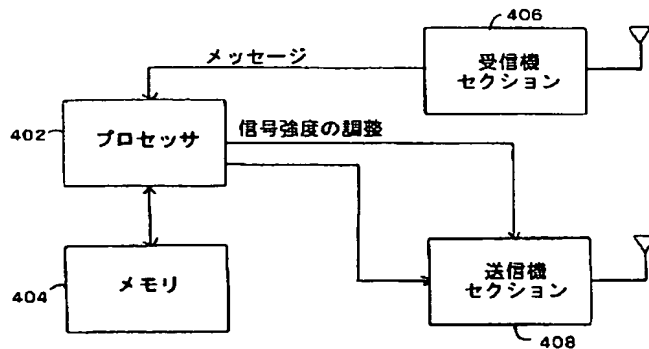 406
メッセージ
受信機
セクション
402
プロセッサ
信号強度の調整
404
メモリ
送信機
セクション
408